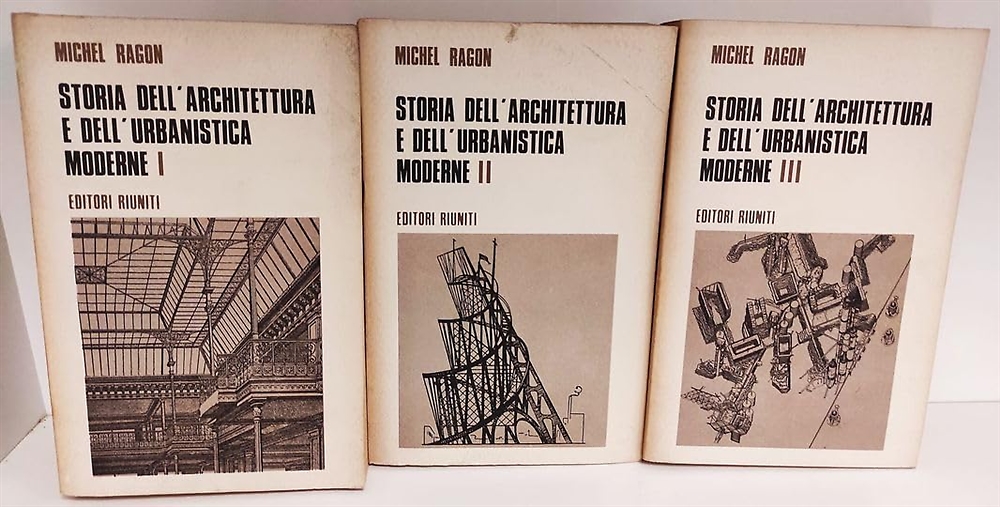 MICHEL RAGON
STORIA DELL'ARCHITETTURA
E DELL'URBANISTICA
MODERNE I
EDITORI RIUNITI
MICHEL RAGON
STORIA DELL'ARCHITETTURA
E DELL'URBANISTICA
MODERNE II
EDITORI RIUNITI
MICHEL RAGON
STORIA DELL'ARCHITETTURA
E DELL'URBANISTICA
MODERNE III
EDITORI RIUNITI